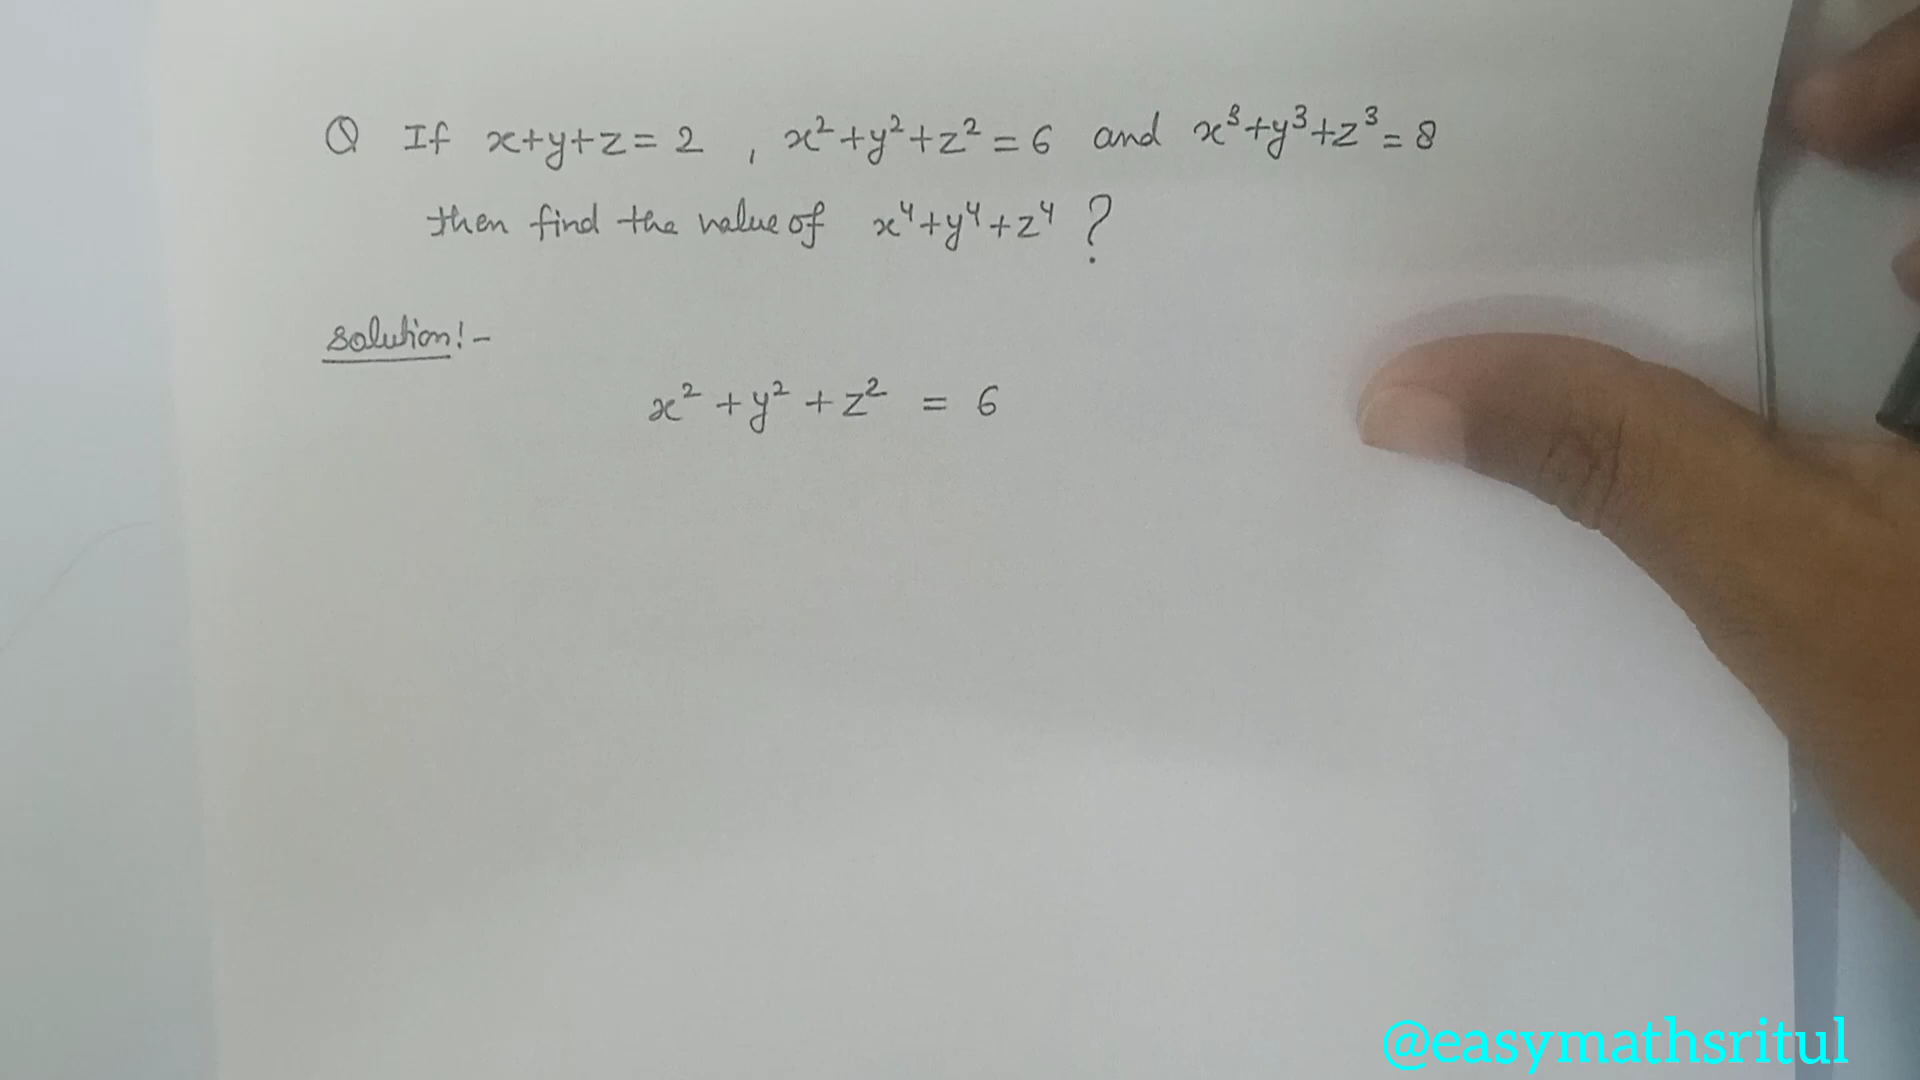 Q If x+y+z=2 , x²+y²+z²=6 and x³+y³+z³=8
then find the value of x⁴+y⁴+z⁴ ?
Solution!-
x²+y²+z² = 6
@easymathsritul